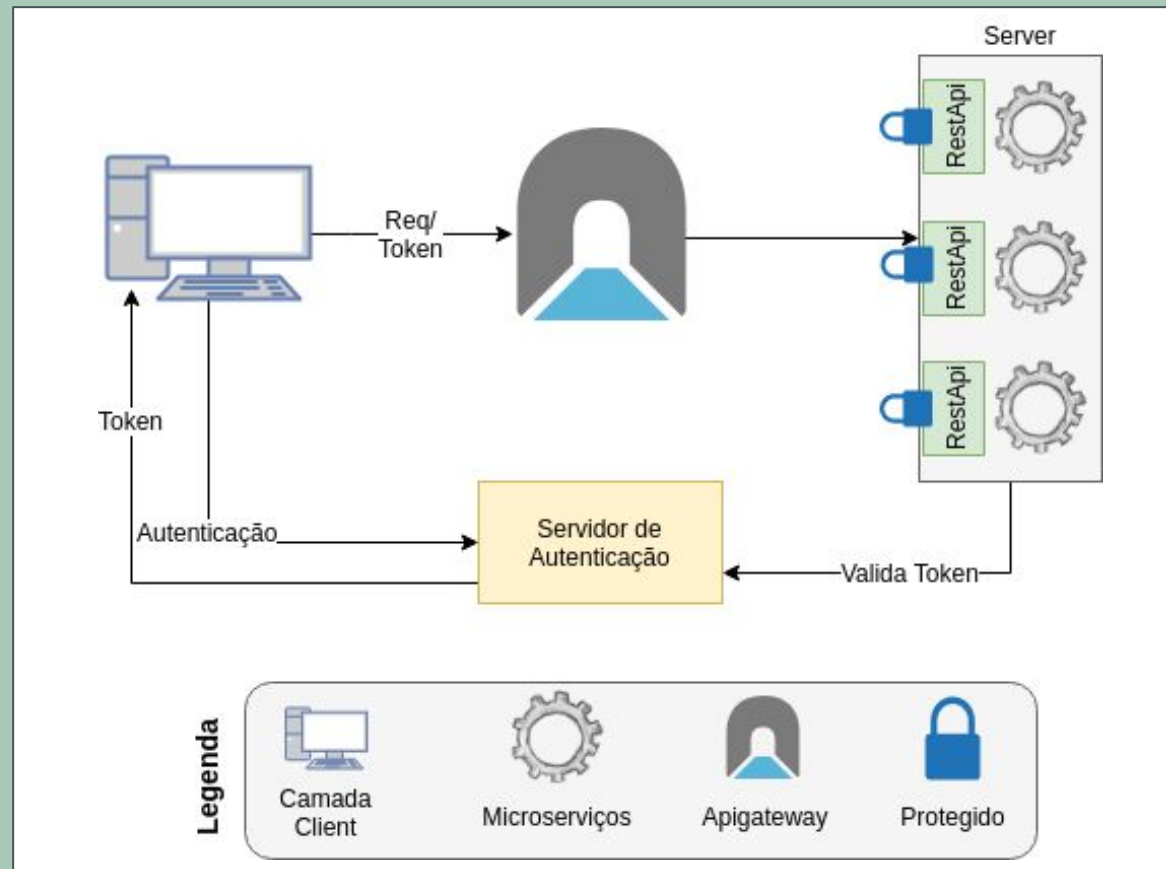 Server
RestApi
RestApi
RestApi
Req/
Token
Token
Autenticação
Servidor de
Autenticação
Valida Token
Legenda
Camada
Client
Microserviços
Apigateway
Protegido